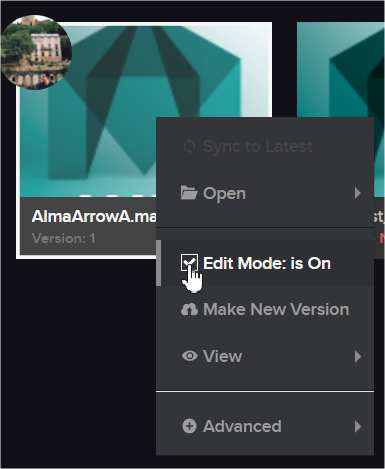 Sync to Latest
Open
AlmaArrowA.ma
Version: 1
Edit Mode: is On
Make New Version
View
Advanced